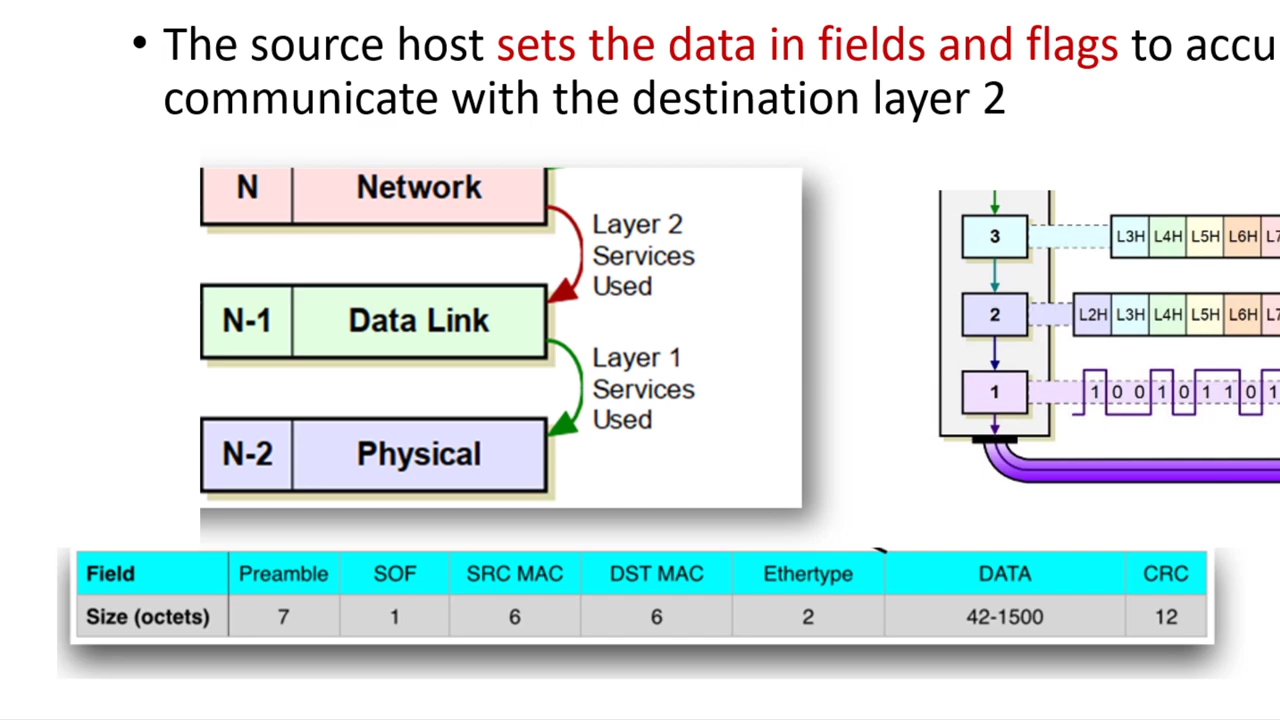 • The source host sets the data in fields and flags to accu
communicate with the destination layer 2
N Network
Layer 2
Services
Used
N-1 Data Link
Layer 1
Services
Used
N-2 Physical
3 L3H L4H L5H L6H L7
2 L2H L3H L4H L5H L6H L7
1 1 0 0 1 0 1 1 0 1
Field Preamble SOF SRC MAC DST MAC Ethertype DATA CRC
Size (octets) 7 1 6 6 2 42-1500 12